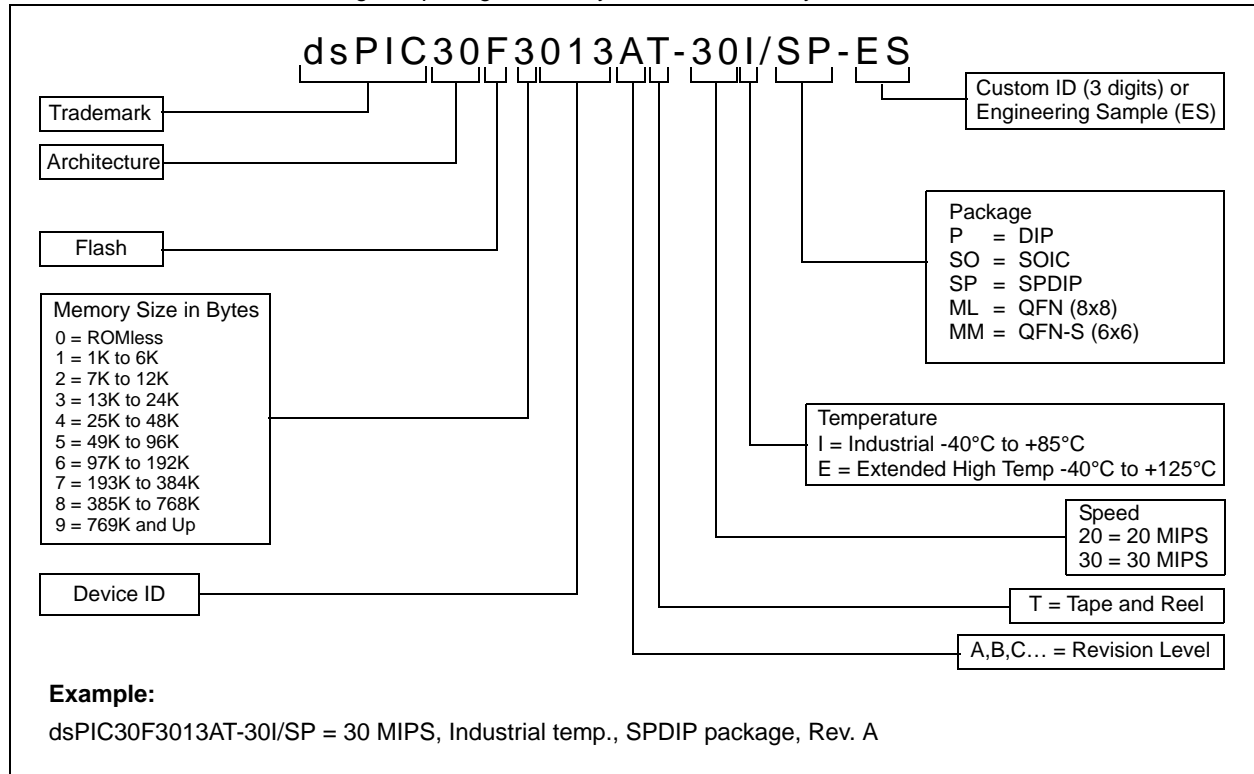 dsPIC30F3013AT-30I/SP-ES
Trademark
Architecture
Flash
Memory Size in Bytes
0 = ROMless
1 = 1K to 6K
2 = 7K to 12K
3 = 13K to 24K
4 = 25K to 48K
5 = 49K to 96K
6 = 97K to 192K
7 = 193K to 384K
8 = 385K to 768K
9 = 769K and Up
Device ID
Custom ID (3 digits) or
Engineering Sample (ES)
Package
P = DIP
SO = SOIC
SP = SPDIP
ML = QFN (8x8)
MM = QFN-S (6x6)
Temperature
I = Industrial -40°C to +85°C
E = Extended High Temp -40°C to +125°C
Speed
20 = 20 MIPS
30 = 30 MIPS
T = Tape and Reel
A,B,C… = Revision Level
Example:
dsPIC30F3013AT-30I/SP = 30 MIPS, Industrial temp., SPDIP package, Rev. A